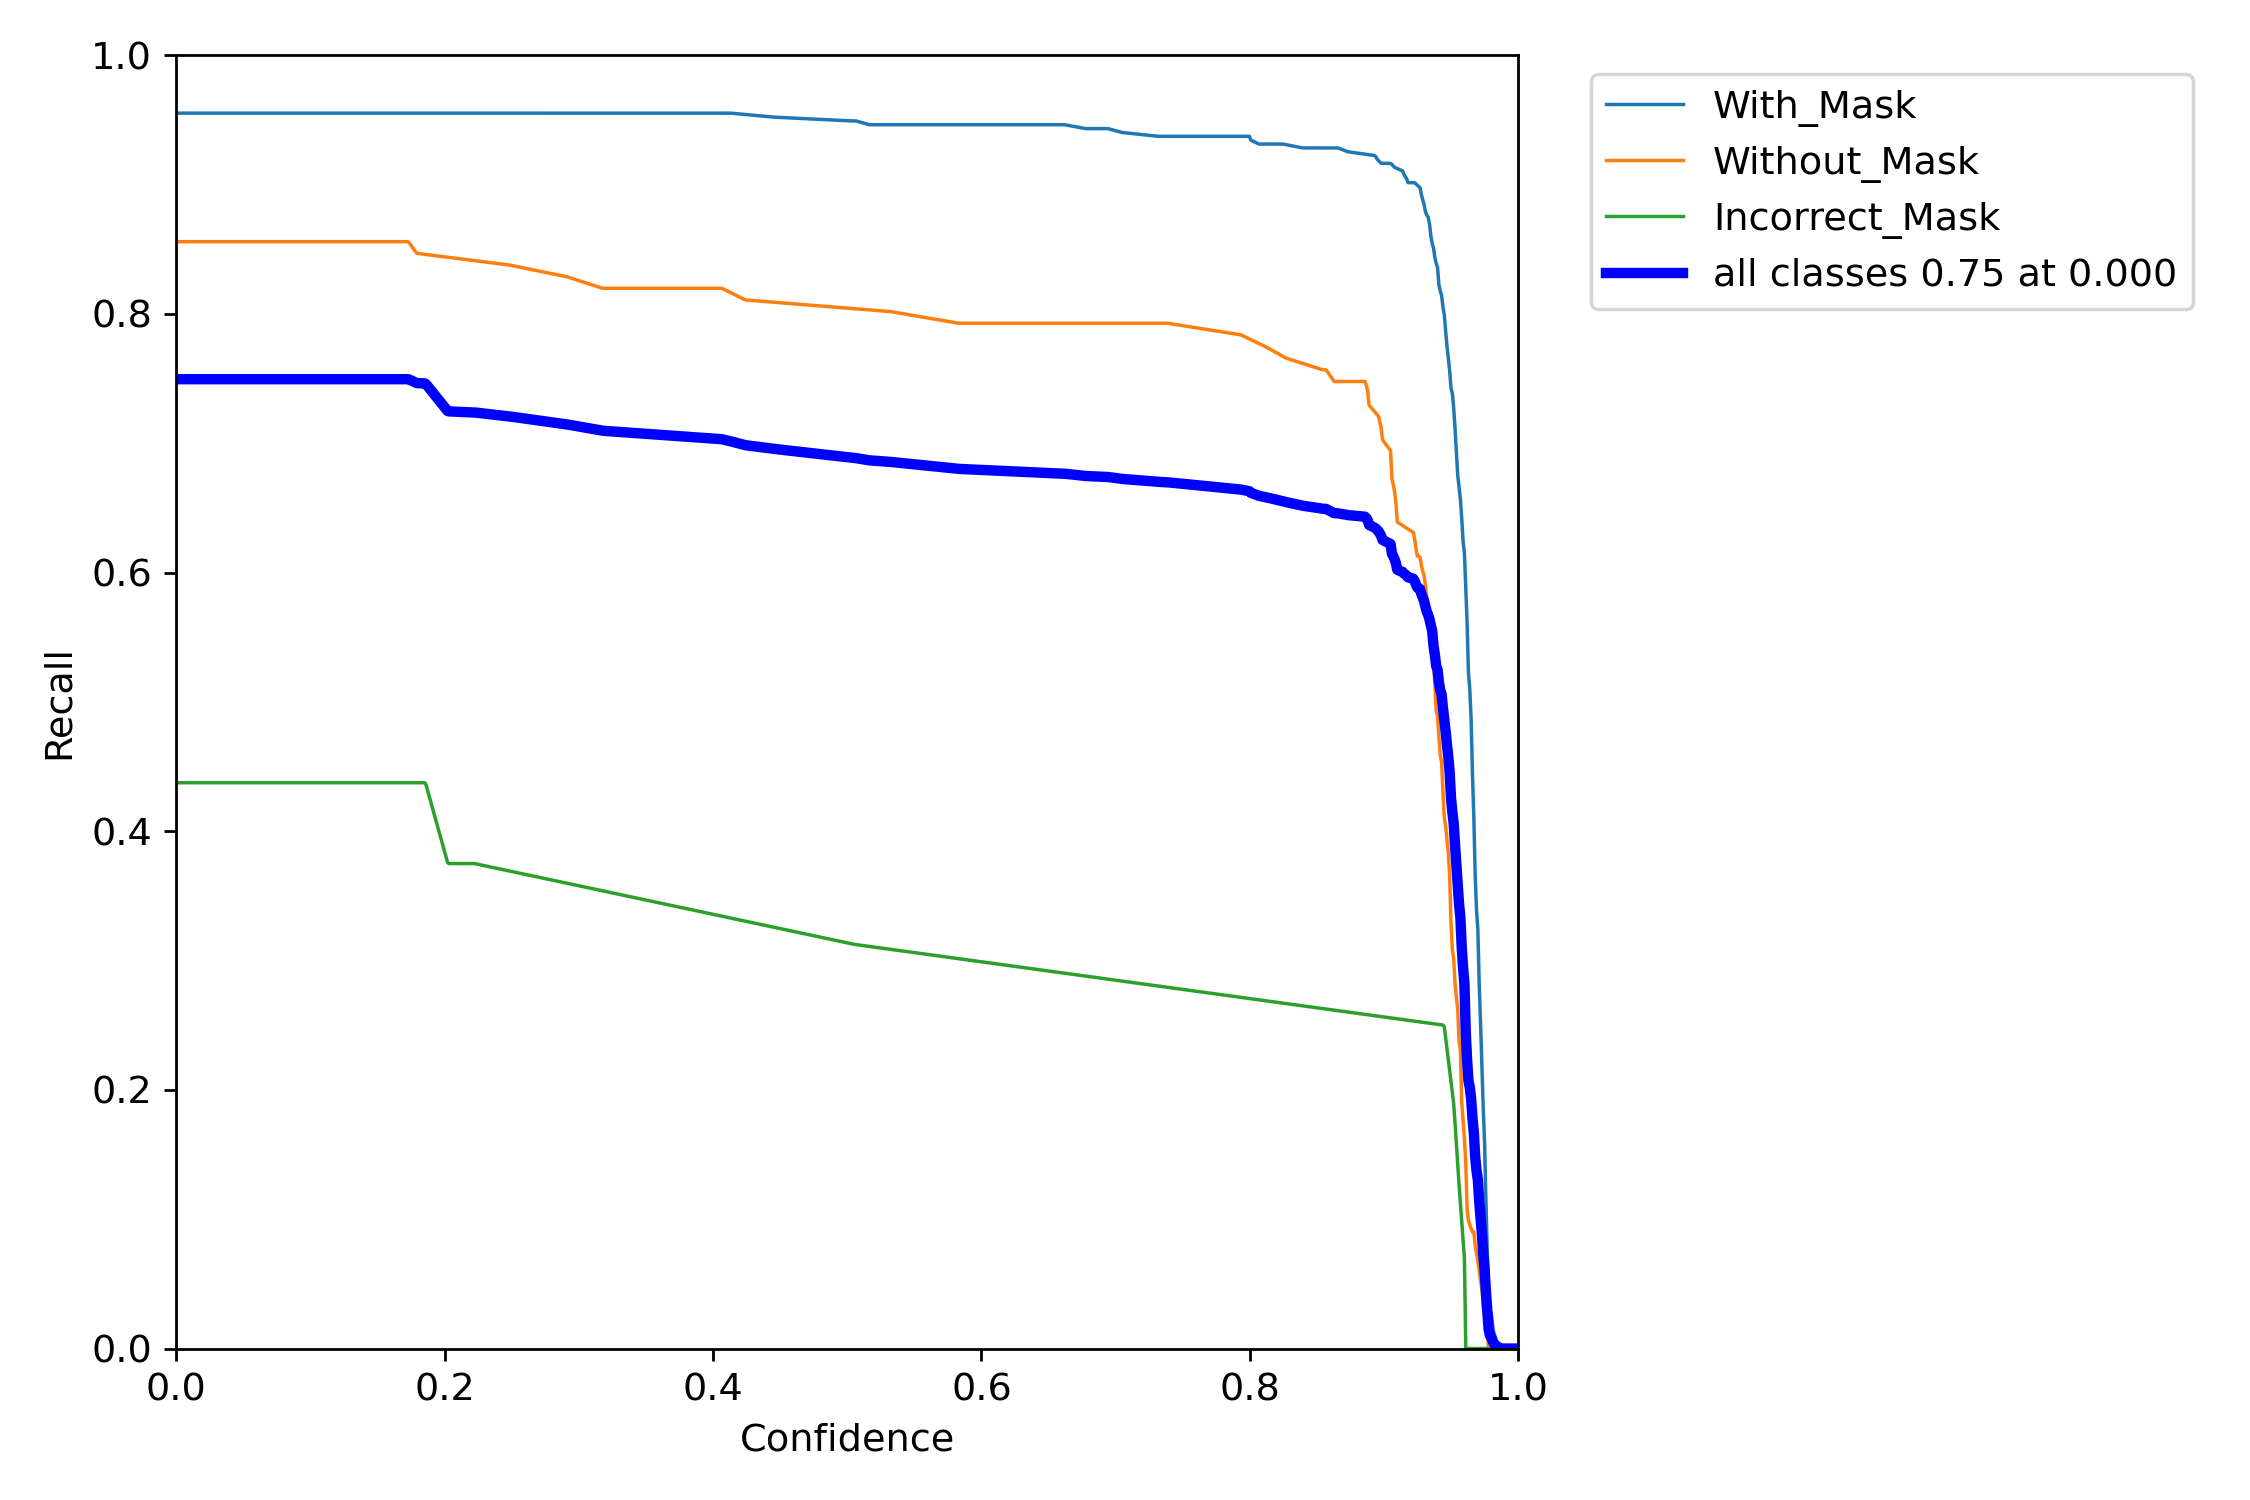 1.0
0.8
0.6
0.4
0.2
0.0
Recall
0.0 0.2 0.4 0.6 0.8 1.0
Confidence
With_Mask
Without_Mask
Incorrect_Mask
all classes 0.75 at 0.000